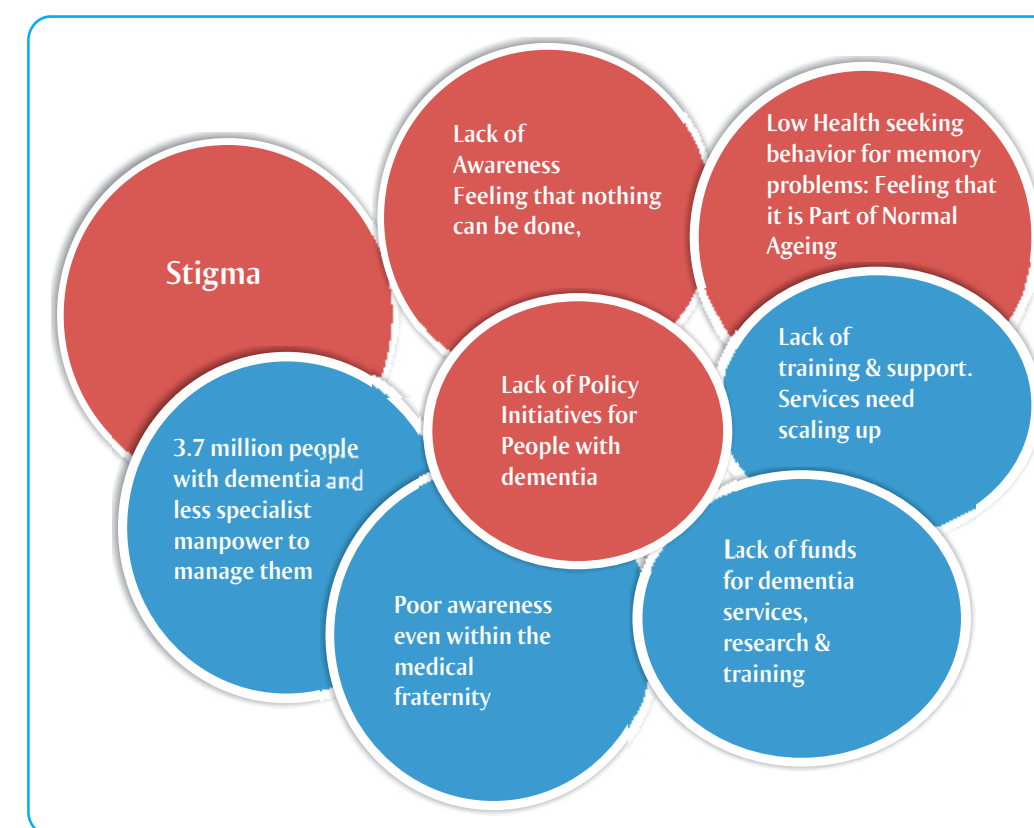 Stigma
Lack of
Awareness
Feeling that nothing
can be done,
Low Health seeking
behavior for memory
problems: Feeling that
it is Part of Normal
Ageing
Lack of Policy
Initiatives for
People with
dementia
Lack of
training & support.
Services need
scaling up
3.7 million people
with dementia and
less specialist
manpower to
manage them
Poor awareness
even within the
medical
fraternity
Lack of funds
for dementia
services,
research &
training